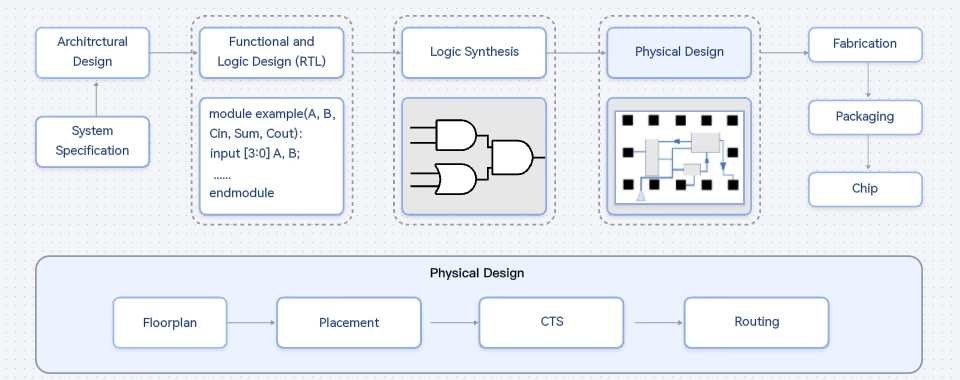 Architrctural
Design
Functional and
Logic Design (RTL)
Logic Synthesis
Physical Design
Fabrication
System
Specification
module example(A, B,
Cin, Sum, Cout):
input [3:0] A, B;
......
endmodule
Packaging
Chip
Physical Design
Floorplan
Placement
CTS
Routing